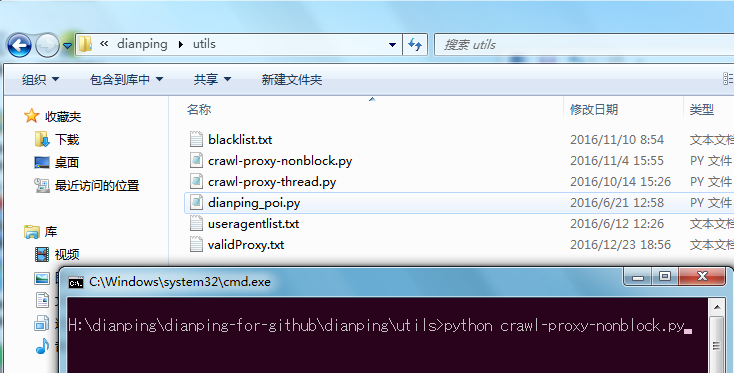 « dianping ▸ utils
搜索 utils
组织 包含到库中 共享 新建文件夹
名称 修改日期 类型
收藏夹
下载
桌面
最近访问的位置
库
视频
blacklist.txt 2016/11/10 8:54 文本文档
crawl-proxy-nonblock.py 2016/11/4 15:55 PY 文件
crawl-proxy-thread.py 2016/10/14 15:26 PY 文件
dianping_poi.py 2016/6/21 12:58 PY 文件
useragentlist.txt 2016/6/12 12:26 文本文档
validProxy.txt 2016/12/23 18:56 文本文档
C:\Windows\system32\cmd.exe
H:\dianping\dianping-for-github\dianping\utils>python crawl-proxy-nonblock.py